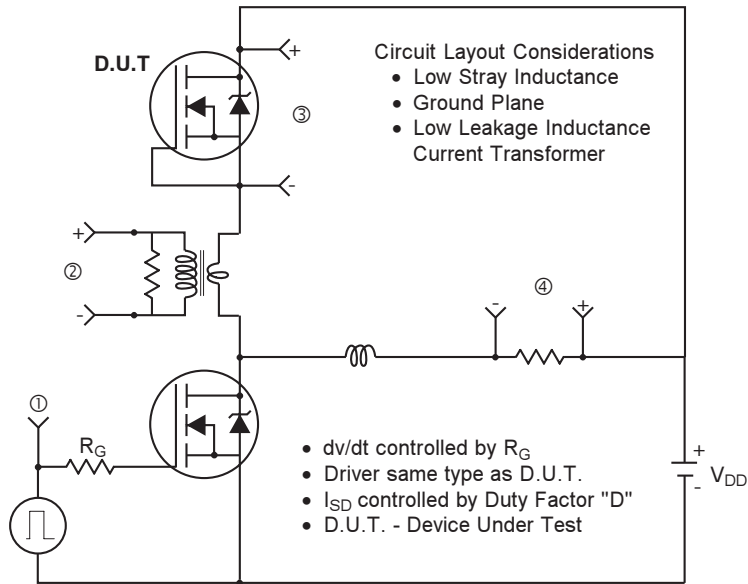 D.U.T
+
③
-
Circuit Layout Considerations
• Low Stray Inductance
• Ground Plane
• Low Leakage Inductance
Current Transformer
+
②
-
-
④
+
①
R_G
• dv/dt controlled by R_G
• Driver same type as D.U.T.
• I_SD controlled by Duty Factor "D"
• D.U.T. - Device Under Test
+
V_DD
-